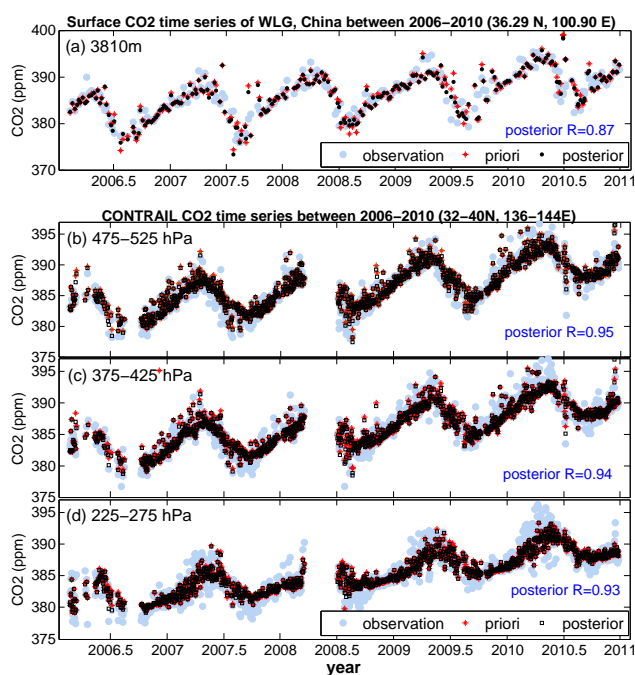 Surface CO2 time series of WLG, China between 2006−2010 (36.29 N, 100.90 E)
(a) 3810m
400
390
380
370
CO2 (ppm)
posterior R=0.87
observation priori posterior
2006.5 2007 2007.5 2008 2008.5 2009 2009.5 2010 2010.5 2011
CONTRAIL CO2 time series between 2006−2010 (32−40N, 136−144E)
(b) 475−525 hPa
395
390
385
380
375
CO2 (ppm)
posterior R=0.95
(c) 375−425 hPa
395
390
385
380
375
CO2 (ppm)
posterior R=0.94
(d) 225−275 hPa
395
390
385
380
375
CO2 (ppm)
posterior R=0.93
observation priori posterior
2006.5 2007 2007.5 2008 2008.5 2009 2009.5 2010 2010.5 2011
year